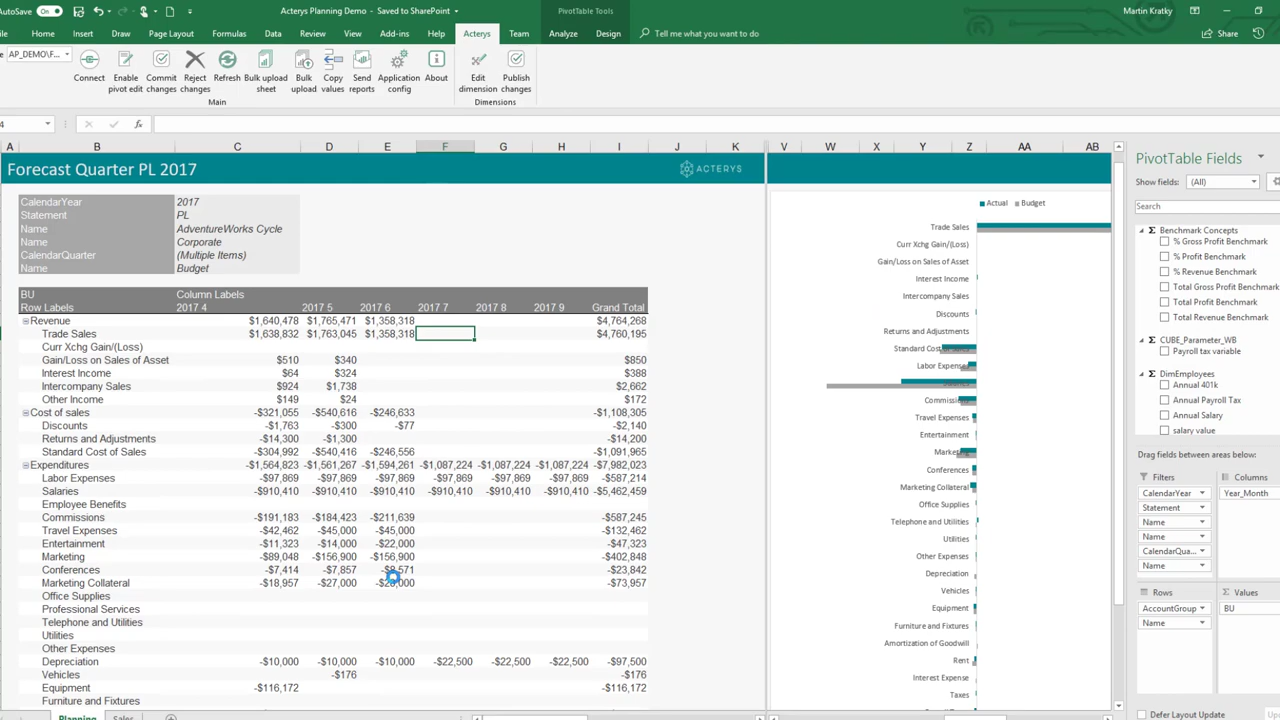 AutoSave On
Acterys Planning Demo - Saved to SharePoint
PivotTable Tools
Martin Kratky
File Home Insert Draw Page Layout Formulas Data Review View Add-ins Help Acterys Team Analyze Design Tell me what you want to do Share
AP_DEMO\F...
Connect
Enable pivot edit
Commit changes
Reject changes
Refresh
Bulk upload sheet
Bulk upload
Copy values
Send reports
Application config
About
Edit dimension
Publish changes
Main
Dimensions
4
fx
A B C D E F G H I J K V W X Y Z AA AB
Forecast Quarter PL 2017
ACTERYS
CalendarYear 2017
Statement PL
Name AdventureWorks Cycle
Name Corporate
CalendarQuarter (Multiple Items)
Name Budget
BU Column Labels
Row Labels 2017 4 2017 5 2017 6 2017 7 2017 8 2017 9 Grand Total
Revenue $1,640,478 $1,765,471 $1,358,318 $4,764,268
Trade Sales $1,638,832 $1,763,045 $1,358,318 $4,760,195
Curr Xchg Gain/(Loss)
Gain/Loss on Sales of Asset $510 $340 $850
Interest Income $64 $324 $388
Intercompany Sales $924 $1,738 $2,662
Other Income $149 $24 $172
Cost of sales -$321,055 -$540,616 -$246,633 -$1,108,305
Discounts -$1,763 -$300 -$77 -$2,140
Returns and Adjustments -$14,300 -$1,300 -$14,200
Standard Cost of Sales -$304,992 -$540,416 -$246,556 -$1,091,965
Expenditures -$1,564,823 -$1,561,267 -$1,594,261 -$1,087,224 -$1,087,224 -$1,087,224 -$7,982,023
Labor Expenses -$97,869 -$97,869 -$97,869 -$97,869 -$97,869 -$97,869 -$587,214
Salaries -$910,410 -$910,410 -$910,410 -$910,410 -$910,410 -$910,410 -$5,462,459
Employee Benefits
Commissions -$191,183 -$184,423 -$211,639 -$587,245
Travel Expenses -$42,462 -$45,000 -$45,000 -$132,462
Entertainment -$11,323 -$14,000 -$22,000 -$47,323
Marketing -$89,048 -$156,900 -$156,900 -$402,848
Conferences -$7,414 -$7,857 -$8,571 -$23,842
Marketing Collateral -$18,957 -$27,000 -$73,957
Office Supplies
Professional Services
Telephone and Utilities
Utilities
Other Expenses
Depreciation -$10,000 -$10,000 -$10,000 -$22,500 -$22,500 -$22,500 -$97,500
Vehicles -$176 -$176
Equipment -$116,172 -$116,172
Furniture and Fixtures
Planning Sales
Actual Budget
Trade Sales
Curr Xchg Gain/(Loss)
Gain/Loss on Sales of Asset
Interest Income
Intercompany Sales
Discounts
Returns and Adjustments
Standard Cost of Sales
Labor Expenses
Salaries
Commissions
Travel Expenses
Entertainment
Marketing
Conferences
Marketing Collateral
Office Supplies
Telephone and Utilities
Utilities
Other Expenses
Depreciation
Vehicles
Equipment
Furniture and Fixtures
Amortization of Goodwill
Rent
Interest Expense
Taxes
PivotTable Fields
Show fields: (All)
Search
Σ Benchmark Concepts
% Gross Profit Benchmark
% Profit Benchmark
% Revenue Benchmark
Total Gross Profit Benchmark
Total Profit Benchmark
Total Revenue Benchmark
Σ CUBE_Parameter_WB
Payroll tax variable
Σ DimEmployees
Annual 401k
Annual Payroll Tax
Annual Salary
salary value
Drag fields between areas below:
Filters Columns
CalendarYear Year_Month
Statement
Name
Name
CalendarQua...
Name
Rows Σ Values
AccountGroup BU
Name
Defer Layout Update